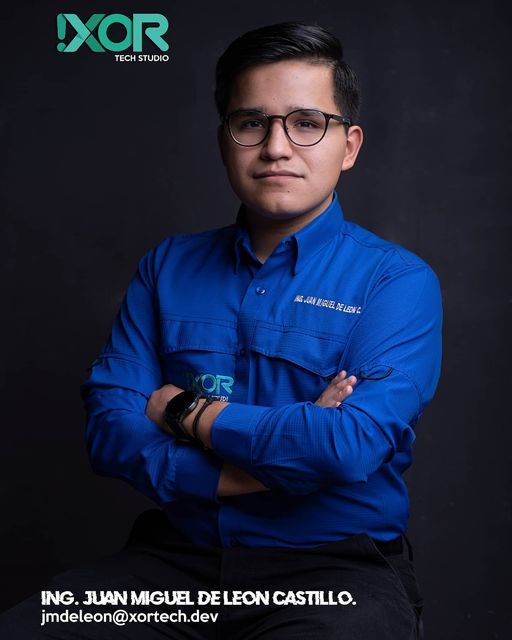 !XOR
TECH STUDIO
ING. JUAN MIGUEL DE LEON C.
XOR
ING. JUAN MIGUEL DE LEON CASTILLO.
jmdeleon@xortech.dev